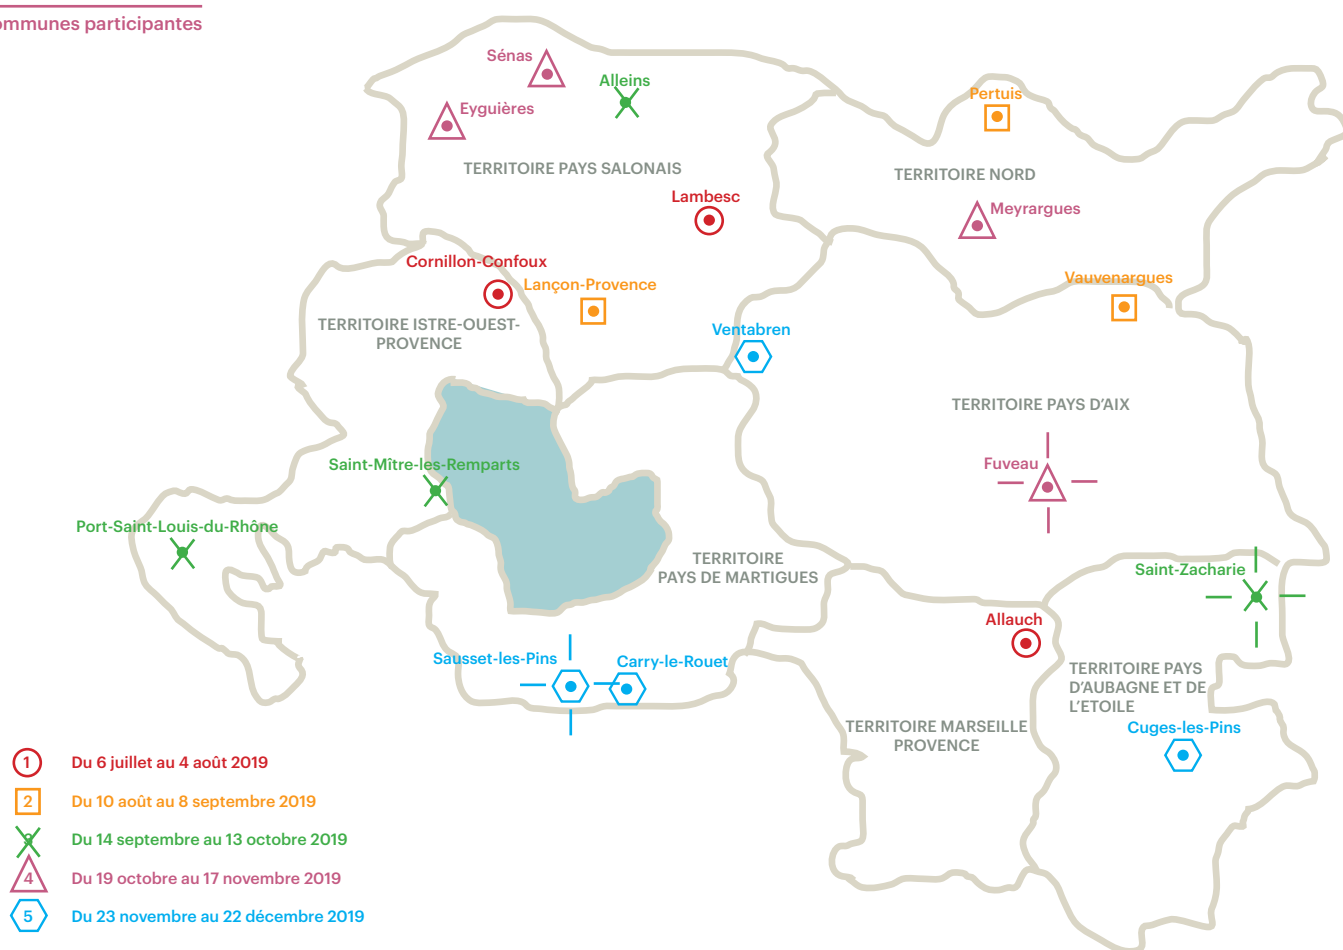 communes participantes
Sénas
Alleins
Eyguières
Pertuis
TERRITOIRE PAYS SALONAIS
TERRITOIRE NORD
Lambesc
Meyrargues
Cornillon-Confoux
Lançon-Provence
Vauvenargues
TERRITOIRE ISTRE-OUEST-
PROVENCE
Ventabren
TERRITOIRE PAYS D'AIX
Saint-Mître-les-Remparts
Fuveau
Port-Saint-Louis-du-Rhône
TERRITOIRE
PAYS DE MARTIGUES
Saint-Zacharie
Allauch
Sausset-les-Pins
Carry-le-Rouet
TERRITOIRE PAYS
D'AUBAGNE ET DE
L'ETOILE
TERRITOIRE MARSEILLE
PROVENCE
Cuges-les-Pins
1 Du 6 juillet au 4 août 2019
2 Du 10 août au 8 septembre 2019
3 Du 14 septembre au 13 octobre 2019
4 Du 19 octobre au 17 novembre 2019
5 Du 23 novembre au 22 décembre 2019